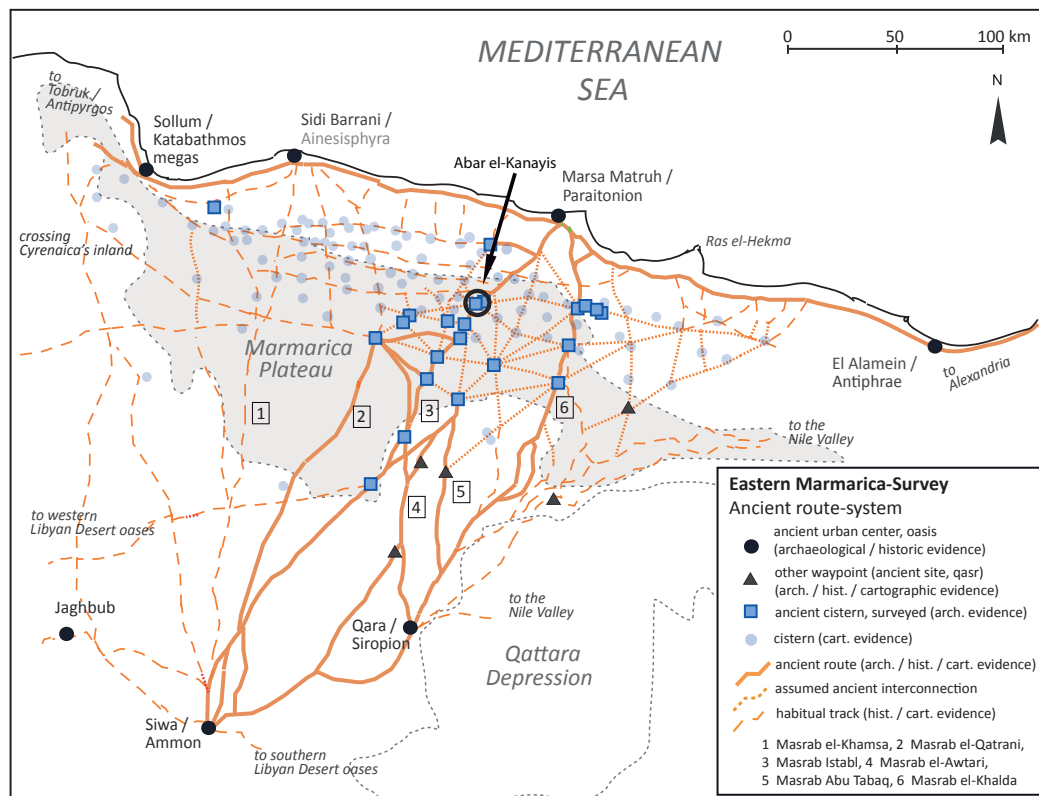 MEDITERRANEAN
SEA
0 50 100 km
N
to
Tobruk /
Antipyrgos
Sollum /
Katabathmos
megas
Sidi Barrani /
Ainesisphyra
Abar el-Kanayis
Marsa Matruh /
Paraitonion
Ras el-Hekma
crossing
Cyrenaica's inland
Marmarica
Plateau
El Alamein /
Antiphrae
to
Alexandria
1
2
3
6
to the
Nile Valley
4
5
to western
Libyan Desert oases
Jaghbub
Qara /
Siropion
to the
Nile Valley
Qattara
Depression
Siwa /
Ammon
to southern
Libyan Desert oases
Eastern Marmarica-Survey
Ancient route-system
ancient urban center, oasis
(archaeological / historic evidence)
other waypoint (ancient site, qasr)
(arch. / hist. / cartographic evidence)
ancient cistern, surveyed (arch. evidence)
cistern (cart. evidence)
ancient route (arch. / hist. / cart. evidence)
assumed ancient interconnection
habitual track (hist. / cart. evidence)
1 Masrab el-Khamsa, 2 Masrab el-Qatrani,
3 Masrab Istabl, 4 Masrab el-Awtari,
5 Masrab Abu Tabaq, 6 Masrab el-Khalda